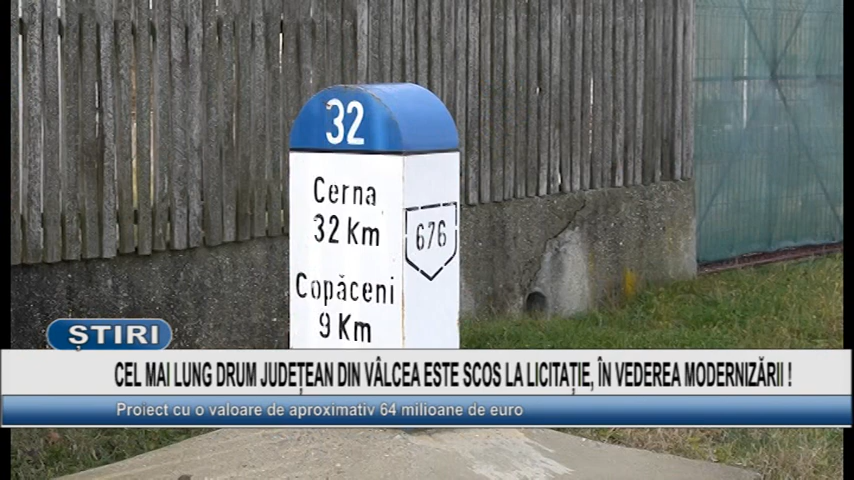 32
Cerna
32 Km
676
Copăceni
9 Km
ȘTIRI
CEL MAI LUNG DRUM JUDEȚEAN DIN VÂLCEA ESTE SCOS LA LICITAȚIE, ÎN VEDEREA MODERNIZĂRII !
Proiect cu o valoare de aproximativ 64 milioane de euro